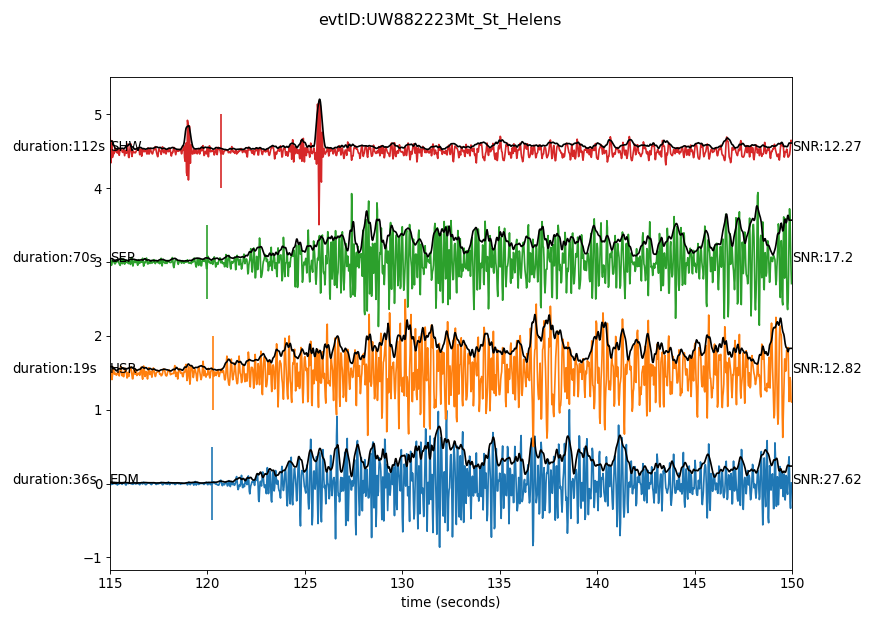 evtID:UW882223Mt_St_Helens
5
duration:112s SHW SNR:12.27
4
duration:70s SEP SNR:17.2
3
2
duration:19s HSR SNR:12.82
1
duration:36s EDM SNR:27.62
0
−1
115 120 125 130 135 140 145 150
time (seconds)